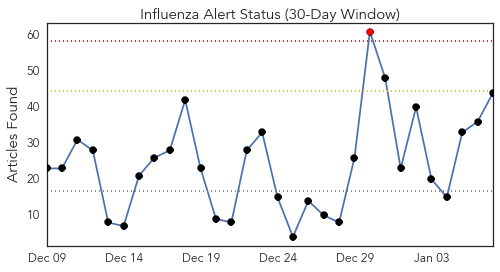 Influenza Alert Status (30-Day Window)
Articles Found
60
50
40
30
20
10
Dec 09 Dec 14 Dec 19 Dec 24 Dec 29 Jan 03